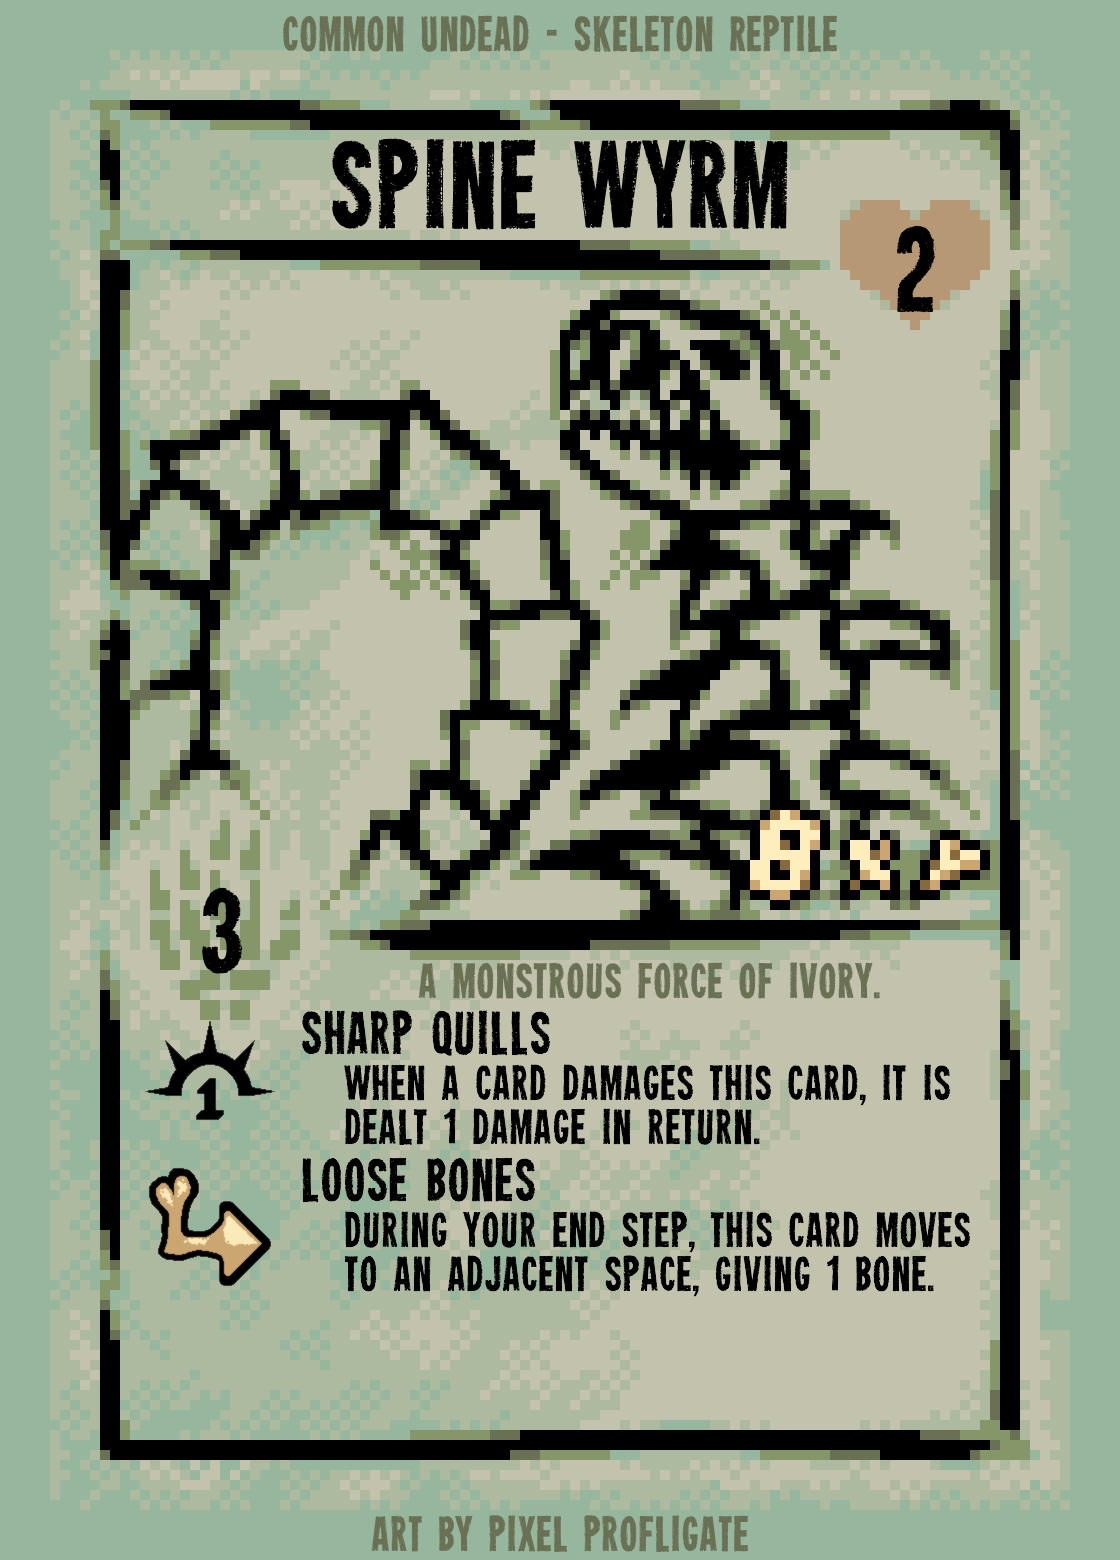 COMMON UNDEAD - SKELETON REPTILE
SPINE WYRM
2
8 X
3
A MONSTROUS FORCE OF IVORY.
SHARP QUILLS
1
WHEN A CARD DAMAGES THIS CARD, IT IS
DEALT 1 DAMAGE IN RETURN.
LOOSE BONES
DURING YOUR END STEP, THIS CARD MOVES
TO AN ADJACENT SPACE, GIVING 1 BONE.
ART BY PIXEL PROFLIGATE